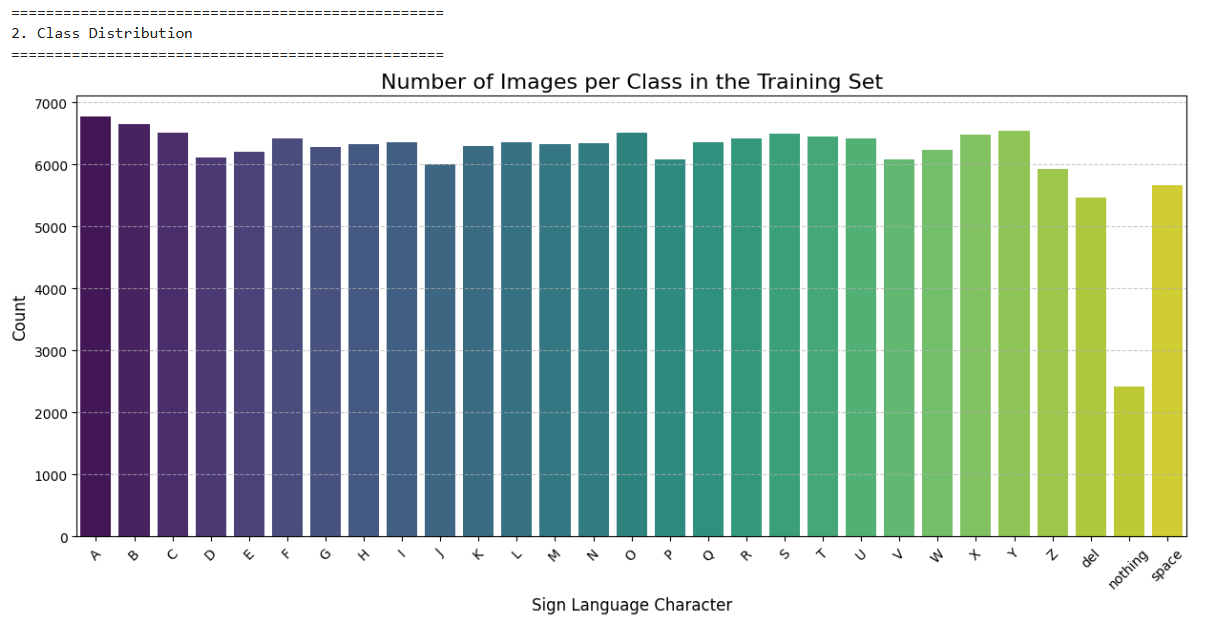 ==================================================
2. Class Distribution
==================================================
Number of Images per Class in the Training Set
7000
6000
5000
4000
3000
2000
1000
0
Count
A B C D E F G H I J K L M N O P Q R S T U V W X Y Z del nothing space
Sign Language Character